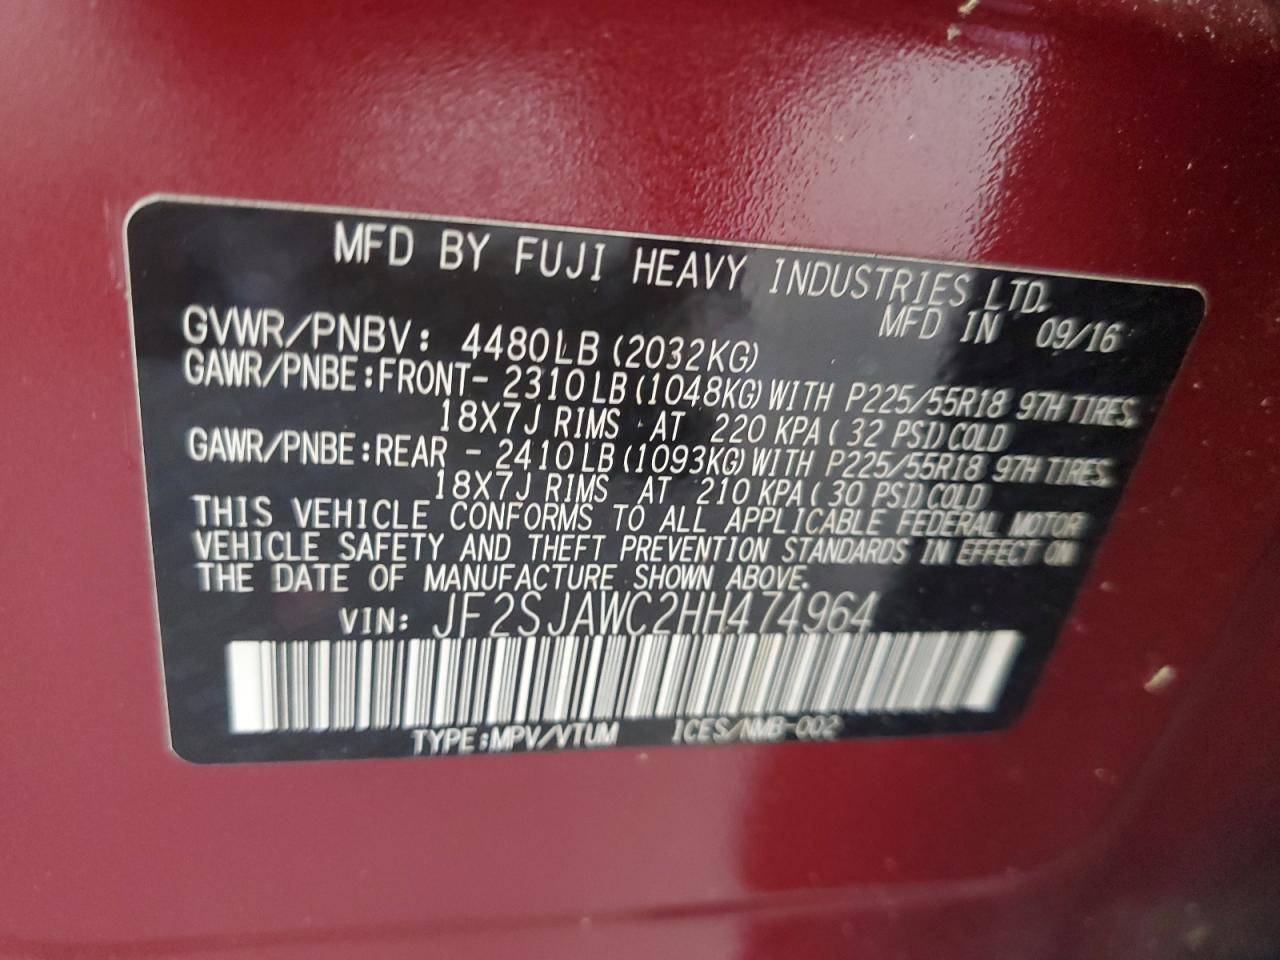 MFD BY FUJI HEAVY INDUSTRIES LTD.
MFD IN 09/16
GVWR/PNBV: 4480LB (2032KG)
GAWR/PNBE:FRONT- 2310LB (1048KG) WITH P225/55R18 97H TIRES.
18X7J RIMS AT 220 KPA ( 32 PSI) COLD
GAWR/PNBE:REAR - 2410LB (1093KG) WITH P225/55R18 97H TIRES.
18X7J RIMS AT 210 KPA ( 30 PSI) COLD
THIS VEHICLE CONFORMS TO ALL APPLICABLE FEDERAL MOTOR
VEHICLE SAFETY AND THEFT PREVENTION STANDARDS IN EFFECT ON
THE DATE OF MANUFACTURE SHOWN ABOVE.
VIN: JF2SJAWC2HH474964
TYPE:MPV/VTUM ICES/NMB-002